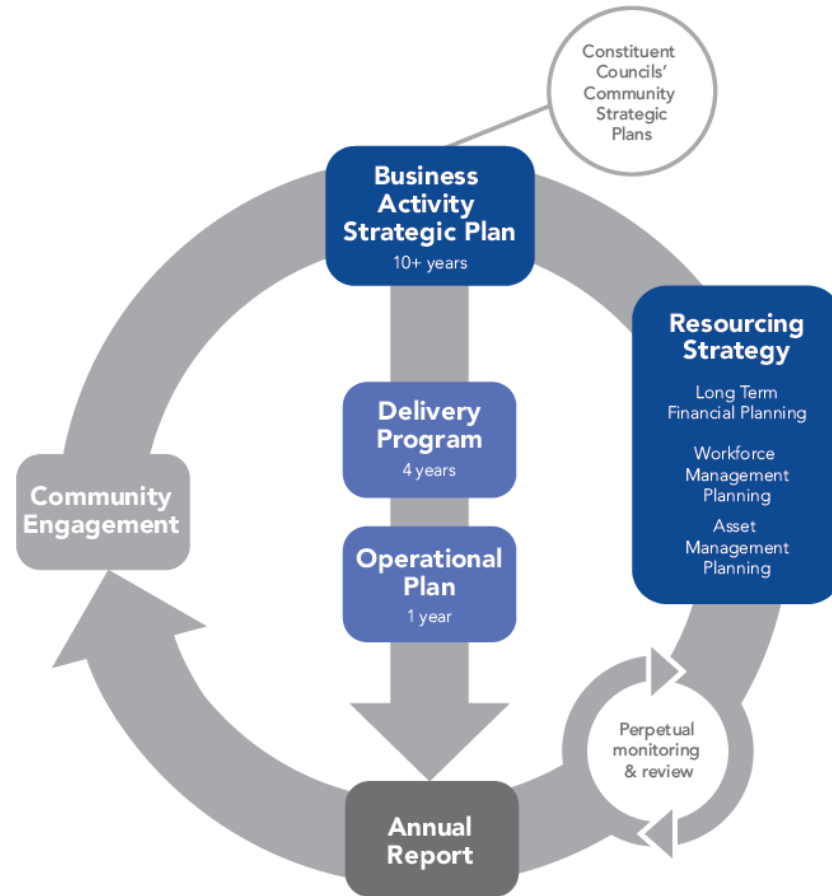 Constituent
Councils'
Community
Strategic
Plans
Business
Activity
Strategic Plan
10+ years
Resourcing
Strategy
Long Term
Financial Planning
Workforce
Management
Planning
Asset
Management
Planning
Delivery
Program
4 years
Community
Engagement
Operational
Plan
1 year
Perpetual
monitoring
& review
Annual
Report